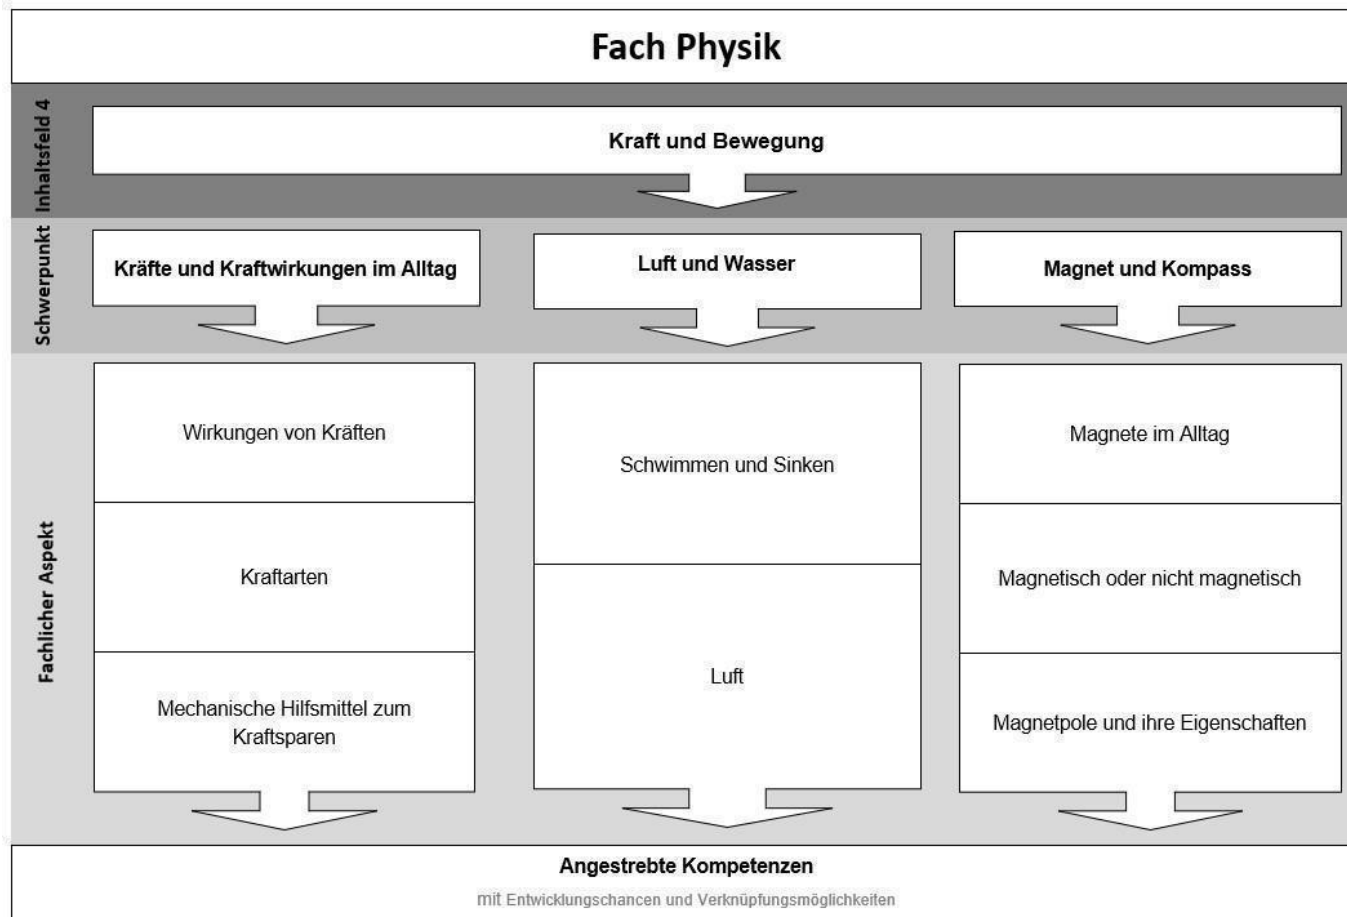 Fach Physik
Inhaltsfeld 4
Kraft und Bewegung
Schwerpunkt
Kräfte und Kraftwirkungen im Alltag
Luft und Wasser
Magnet und Kompass
Fachlicher Aspekt
Wirkungen von Kräften
Kraftarten
Mechanische Hilfsmittel zum
Kraftsparen
Schwimmen und Sinken
Luft
Magnete im Alltag
Magnetisch oder nicht magnetisch
Magnetpole und ihre Eigenschaften
Angestrebte Kompetenzen
mit Entwicklungschancen und Verknüpfungsmöglichkeiten